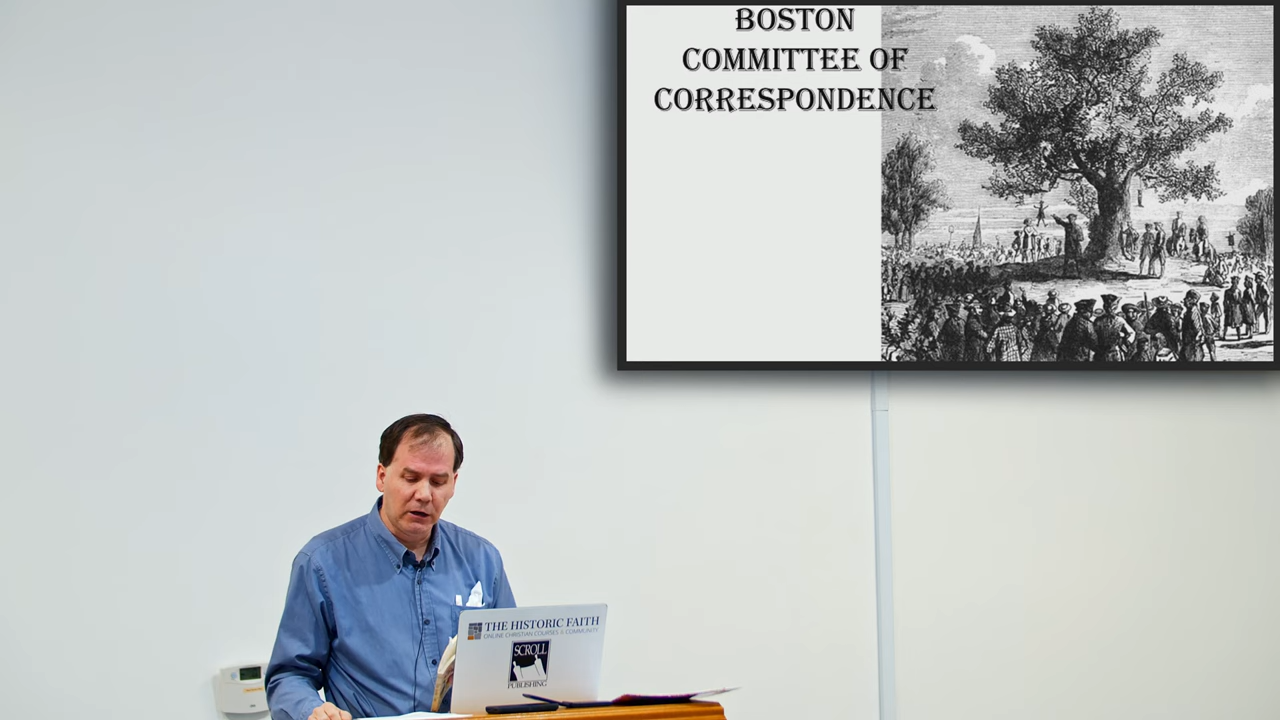 BOSTON
COMMITTEE OF
CORRESPONDENCE
THE HISTORIC FAITH
ONLINE CHRISTIAN COURSES & COMMUNITY
SCROLL
PUBLISHING